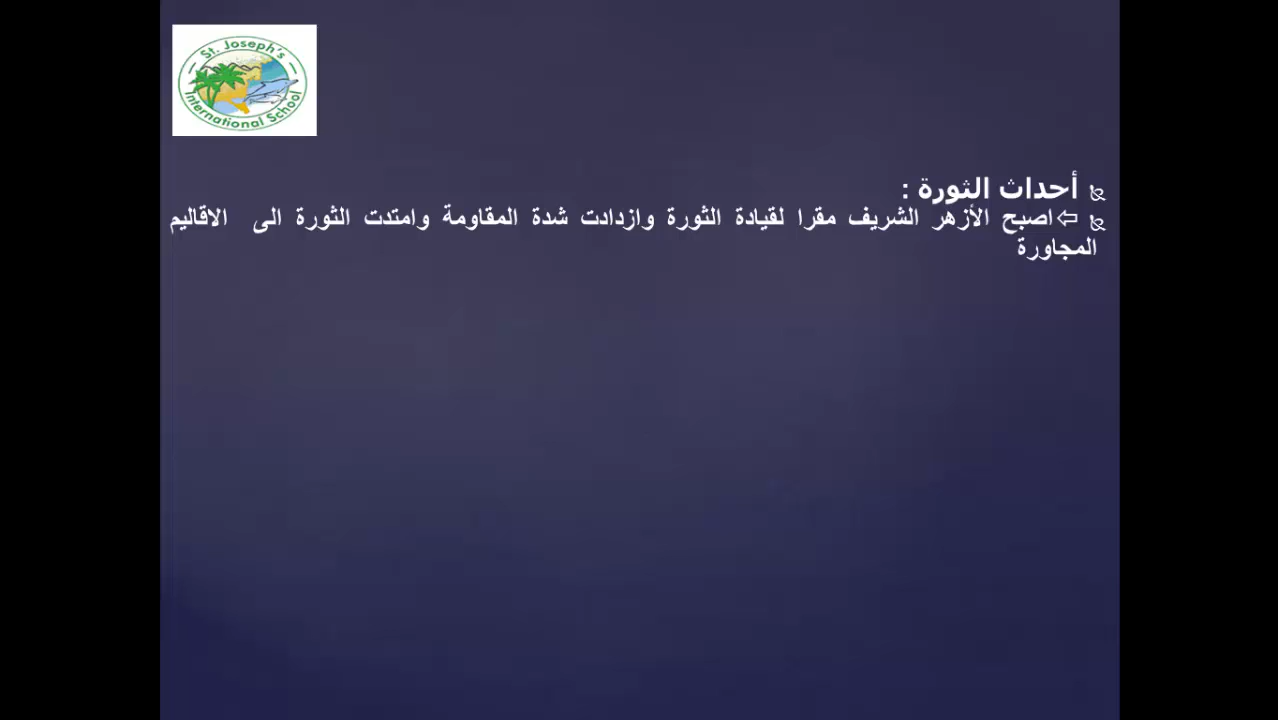 St. Joseph's
International School
أحداث الثورة :
⇦اصبح الأزهر الشريف مقرا لقيادة الثورة وازدادت شدة المقاومة وامتدت الثورة الى الاقاليم
المجاورة